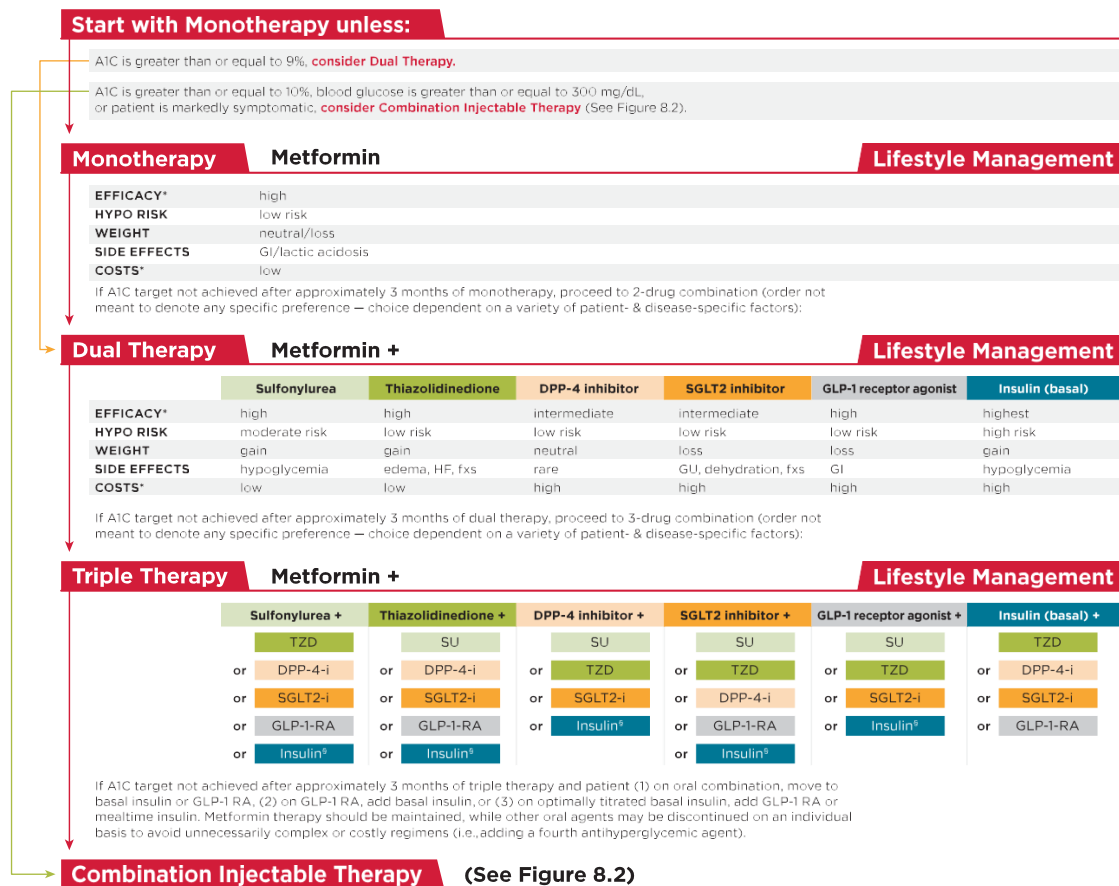 Start with Monotherapy unless:
A1C is greater than or equal to 9%, consider Dual Therapy.
A1C is greater than or equal to 10%, blood glucose is greater than or equal to 300 mg/dL,
or patient is markedly symptomatic, consider Combination Injectable Therapy (See Figure 8.2).
Monotherapy Metformin Lifestyle Management
EFFICACY* high
HYPO RISK low risk
WEIGHT neutral/loss
SIDE EFFECTS GI/lactic acidosis
COSTS* low
If A1C target not achieved after approximately 3 months of monotherapy, proceed to 2-drug combination (order not
meant to denote any specific preference — choice dependent on a variety of patient- & disease-specific factors):
Dual Therapy Metformin + Lifestyle Management
Sulfonylurea Thiazolidinedione DPP-4 inhibitor SGLT2 inhibitor GLP-1 receptor agonist Insulin (basal)
EFFICACY* high high intermediate intermediate high highest
HYPO RISK moderate risk low risk low risk low risk low risk high risk
WEIGHT gain gain neutral loss loss gain
SIDE EFFECTS hypoglycemia edema, HF, fxs rare GU, dehydration, fxs GI hypoglycemia
COSTS* low low high high high high
If A1C target not achieved after approximately 3 months of dual therapy, proceed to 3-drug combination (order not
meant to denote any specific preference — choice dependent on a variety of patient- & disease-specific factors):
Triple Therapy Metformin + Lifestyle Management
Sulfonylurea + Thiazolidinedione + DPP-4 inhibitor + SGLT2 inhibitor + GLP-1 receptor agonist + Insulin (basal) +
TZD SU SU SU SU TZD
or DPP-4-i or DPP-4-i or TZD or TZD or TZD or DPP-4-i
or SGLT2-i or SGLT2-i or SGLT2-i or DPP-4-i or SGLT2-i or SGLT2-i
or GLP-1-RA or GLP-1-RA or Insulin§ or GLP-1-RA or Insulin§ or GLP-1-RA
or Insulin§ or Insulin§ or Insulin§
If A1C target not achieved after approximately 3 months of triple therapy and patient (1) on oral combination, move to
basal insulin or GLP-1 RA, (2) on GLP-1 RA, add basal insulin, or (3) on optimally titrated basal insulin, add GLP-1 RA or
mealtime insulin. Metformin therapy should be maintained, while other oral agents may be discontinued on an individual
basis to avoid unnecessarily complex or costly regimens (i.e., adding a fourth antihyperglycemic agent).
Combination Injectable Therapy (See Figure 8.2)